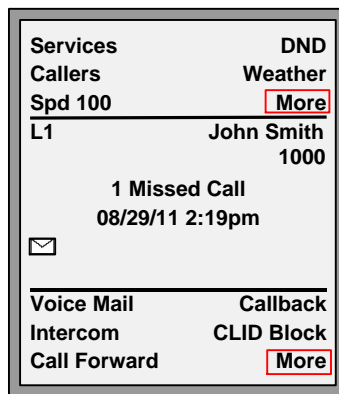 Services DND
Callers Weather
Spd 100 More
L1 John Smith
1000
1 Missed Call
08/29/11 2:19pm
Voice Mail Callback
Intercom CLID Block
Call Forward More